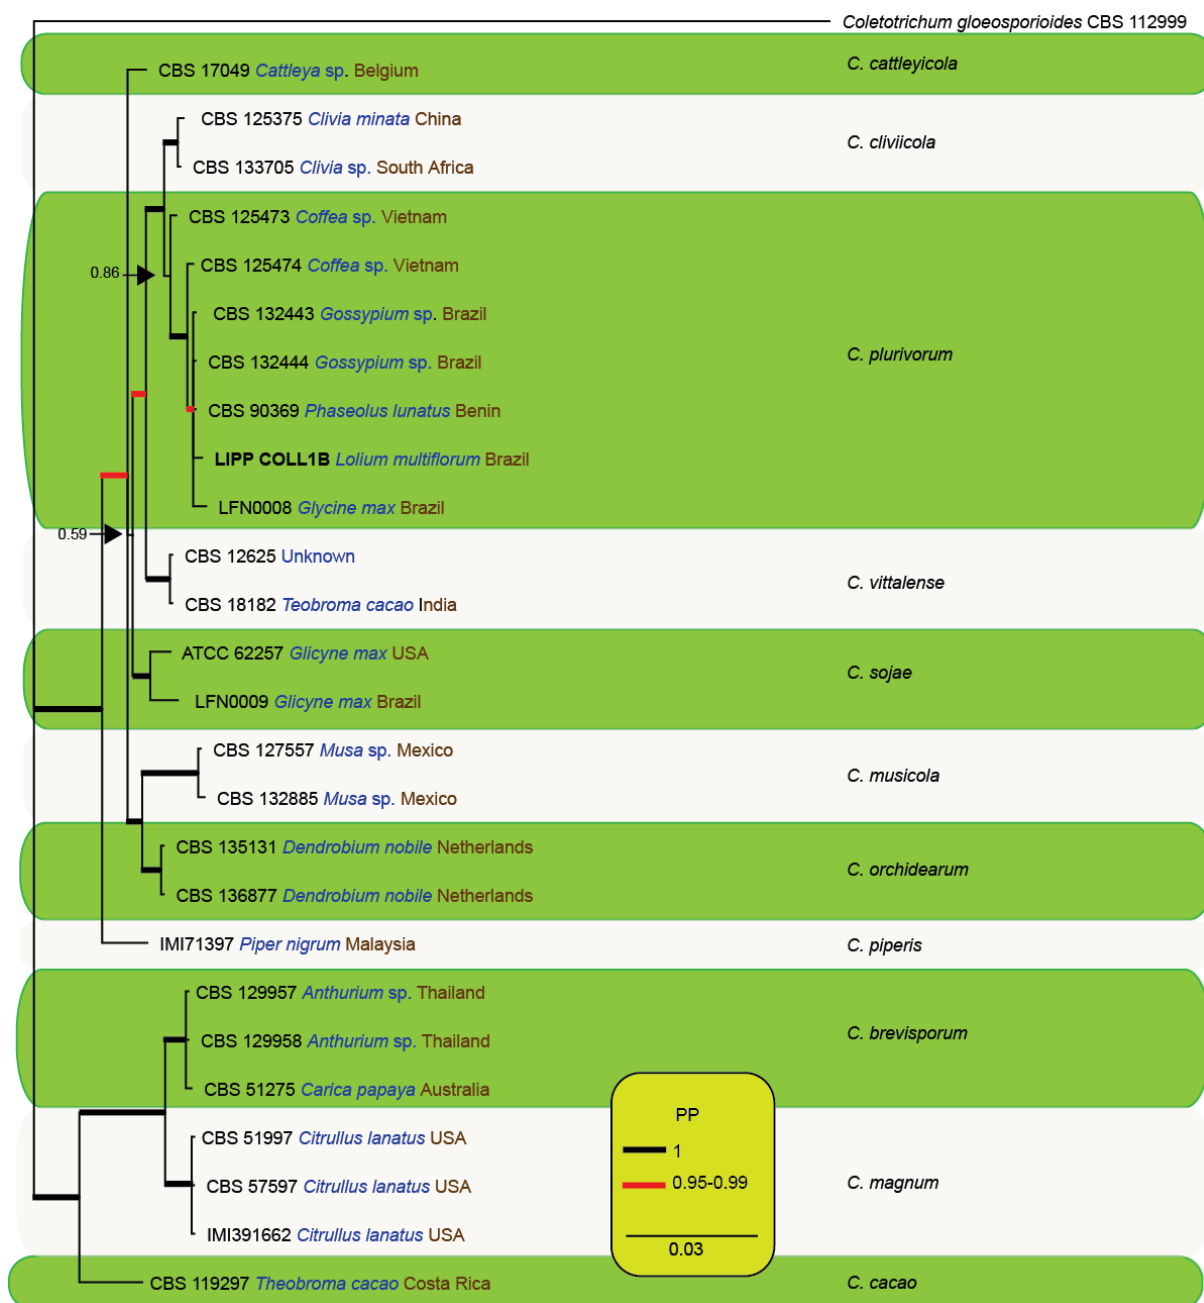 Coletotrichum gloeosporioides CBS 112999
CBS 17049 Cattleya sp. Belgium
C. cattleyicola
CBS 125375 Clivia minata China
C. cliviicola
CBS 133705 Clivia sp. South Africa
CBS 125473 Coffea sp. Vietnam
CBS 125474 Coffea sp. Vietnam
0.86
CBS 132443 Gossypium sp. Brazil
C. plurivorum
CBS 132444 Gossypium sp. Brazil
CBS 90369 Phaseolus lunatus Benin
LIPP COLL1B Lolium multiflorum Brazil
LFN0008 Glycine max Brazil
0.59
CBS 12625 Unknown
C. vittalense
CBS 18182 Teobroma cacao India
ATCC 62257 Glicyne max USA
C. sojae
LFN0009 Glicyne max Brazil
CBS 127557 Musa sp. Mexico
C. musicola
CBS 132885 Musa sp. Mexico
CBS 135131 Dendrobium nobile Netherlands
C. orchidearum
CBS 136877 Dendrobium nobile Netherlands
IMI71397 Piper nigrum Malaysia
C. piperis
CBS 129957 Anthurium sp. Thailand
C. brevisporum
CBS 129958 Anthurium sp. Thailand
CBS 51275 Carica papaya Australia
CBS 51997 Citrullus lanatus USA
C. magnum
CBS 57597 Citrullus lanatus USA
IMI391662 Citrullus lanatus USA
CBS 119297 Theobroma cacao Costa Rica
C. cacao
PP
1
0.95-0.99
0.03